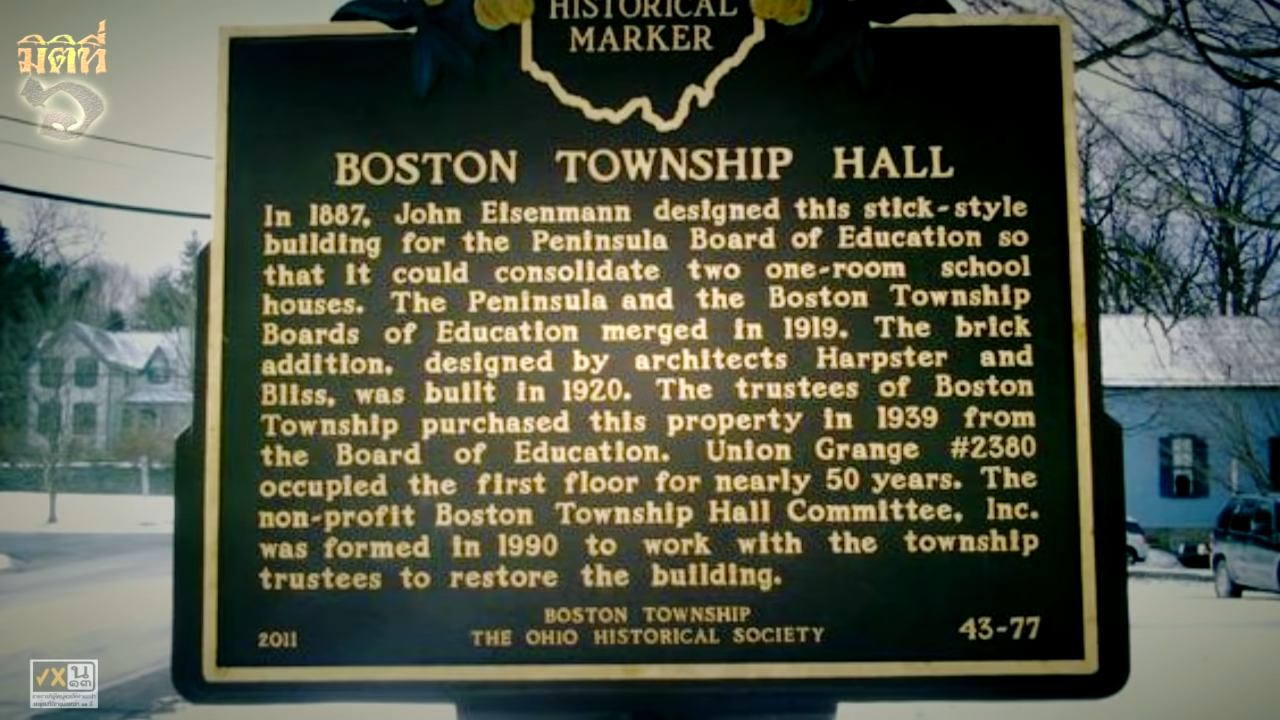 มิติที่
๖
HISTORICAL
MARKER
BOSTON TOWNSHIP HALL
In 1887, John Eisenmann designed this stick-style
building for the Peninsula Board of Education so
that it could consolidate two one-room school
houses. The Peninsula and the Boston Township
Boards of Education merged in 1919. The brick
addition, designed by architects Harpster and
Bliss, was built in 1920. The trustees of Boston
Township purchased this property in 1939 from
the Board of Education. Union Grange #2380
occupied the first floor for nearly 50 years. The
non-profit Boston Township Hall Committee, Inc.
was formed in 1990 to work with the township
trustees to restore the building.
BOSTON TOWNSHIP
THE OHIO HISTORICAL SOCIETY
2011
43-77
น
๑๓